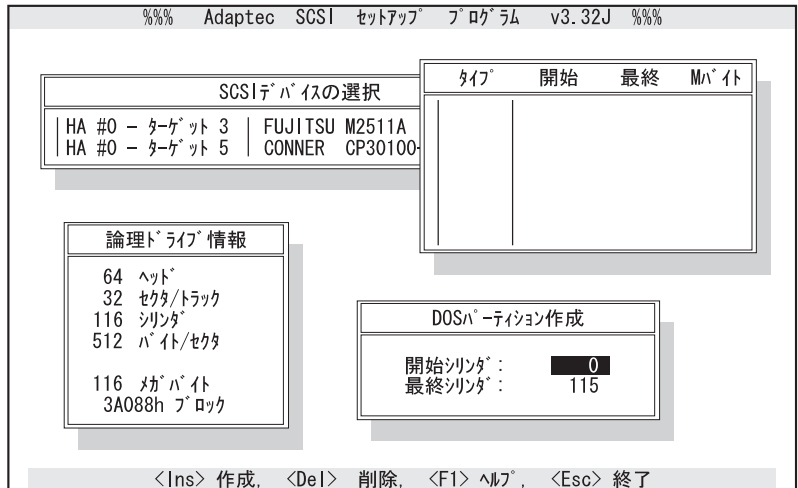 %%% Adaptec SCSI ｾｯﾄｱｯﾌﾟ ﾌﾟﾛｸﾞﾗﾑ v3.32J %%%
SCSIﾃﾞﾊﾞｲｽの選択
HA #0 - ﾀｰｹﾞｯﾄ 3 | FUJITSU M2511A
HA #0 - ﾀｰｹﾞｯﾄ 5 | CONNER CP30100-
ﾀｲﾌﾟ 開始 最終 Mﾊﾞｲﾄ
論理ﾄﾞﾗｲﾌﾞ情報
64 ﾍｯﾄﾞ
32 ｾｸﾀ/ﾄﾗｯｸ
116 ｼﾘﾝﾀﾞ
512 ﾊﾞｲﾄ/ｾｸﾀ
116 ﾒｶﾞﾊﾞｲﾄ
3A088h ﾌﾞﾛｯｸ
DOSﾊﾟｰﾃｨｼｮﾝ作成
開始ｼﾘﾝﾀﾞ: 0
最終ｼﾘﾝﾀﾞ: 115
<Ins> 作成, <Del> 削除, <F1> ﾍﾙﾌﾟ, <Esc> 終了